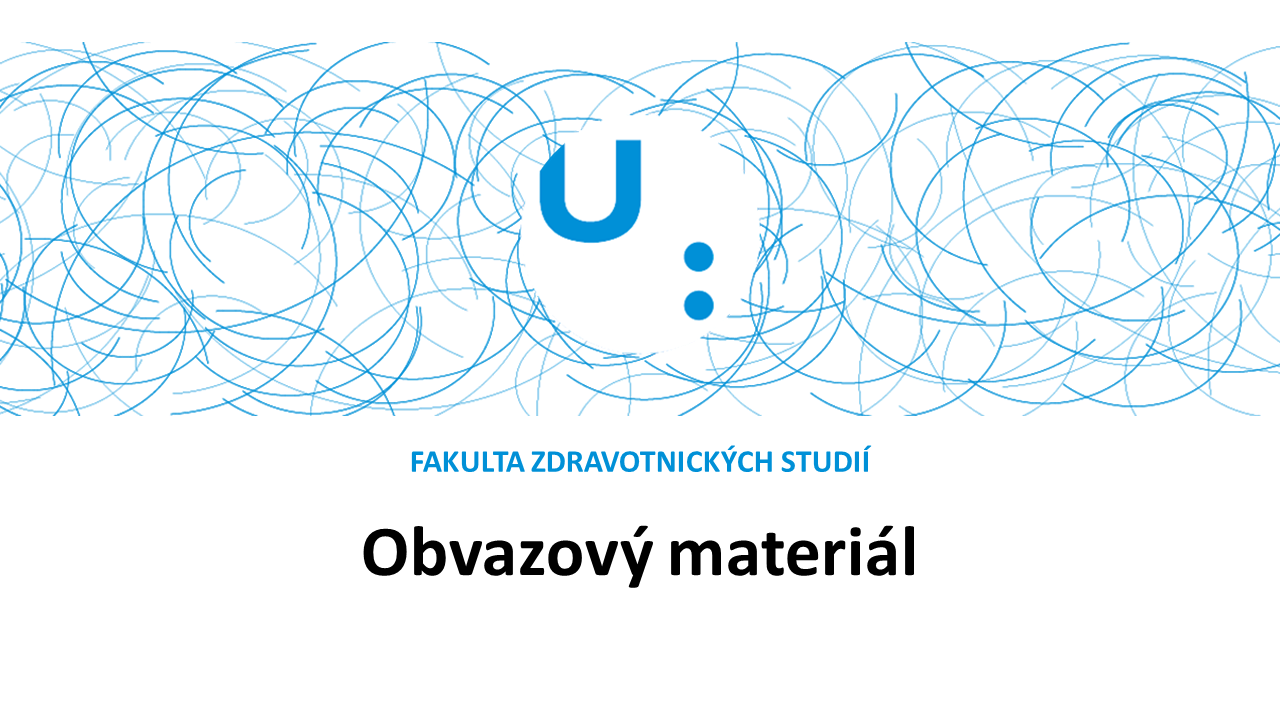 U:
FAKULTA ZDRAVOTNICKÝCH STUDIÍ
Obvazový materiál